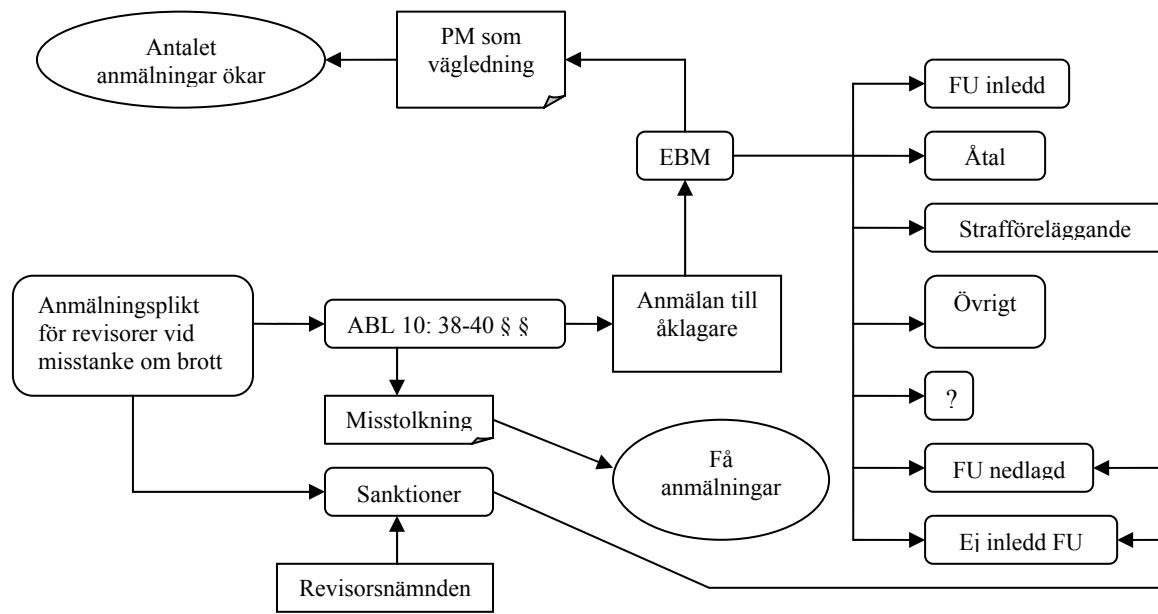 Antalet
anmälningar ökar
PM som
vägledning
FU inledd
EBM
Åtal
Strafföreläggande
Anmälningsplikt
för revisorer vid
misstanke om brott
ABL 10: 38-40 § §
Anmälan till
åklagare
Övrigt
?
Misstolkning
Få
anmälningar
FU nedlagd
Sanktioner
Ej inledd FU
Revisorsnämnden